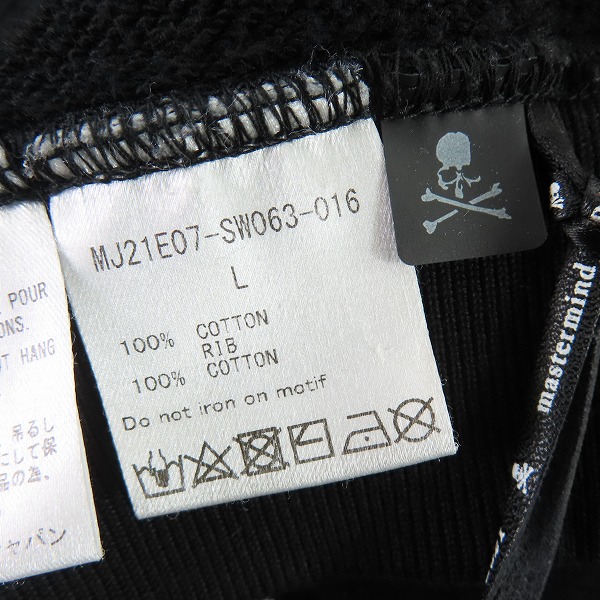 POUR
ONS.
HANG
吊るし
にして保
品の為、
ャパン
MJ21E07-SW063-016
L
100% COTTON
RIB
100% COTTON
Do not iron on motif
mastermind